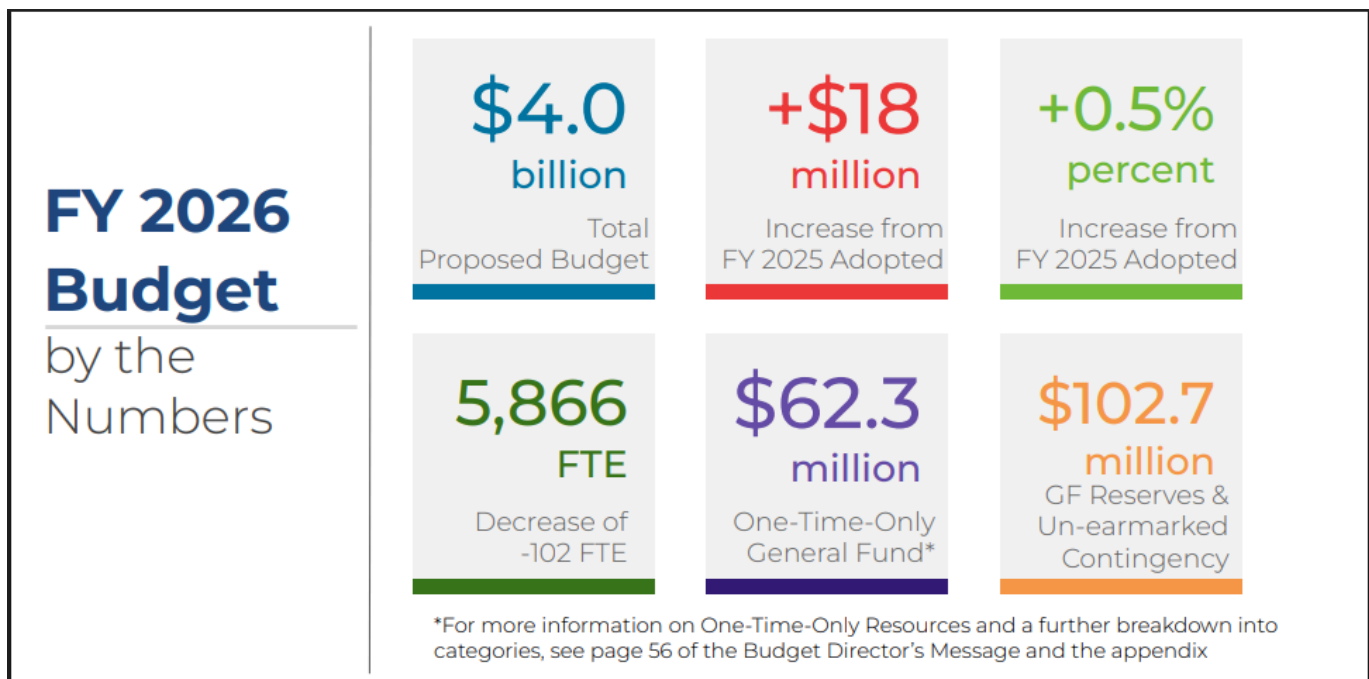 FY 2026
Budget
by the
Numbers
$4.0
billion
Total
Proposed Budget
+$18
million
Increase from
FY 2025 Adopted
+0.5%
percent
Increase from
FY 2025 Adopted
5,866
FTE
Decrease of
-102 FTE
$62.3
million
One-Time-Only
General Fund*
$102.7
million
GF Reserves &
Un-earmarked
Contingency
*For more information on One-Time-Only Resources and a further breakdown into
categories, see page 56 of the Budget Director’s Message and the appendix